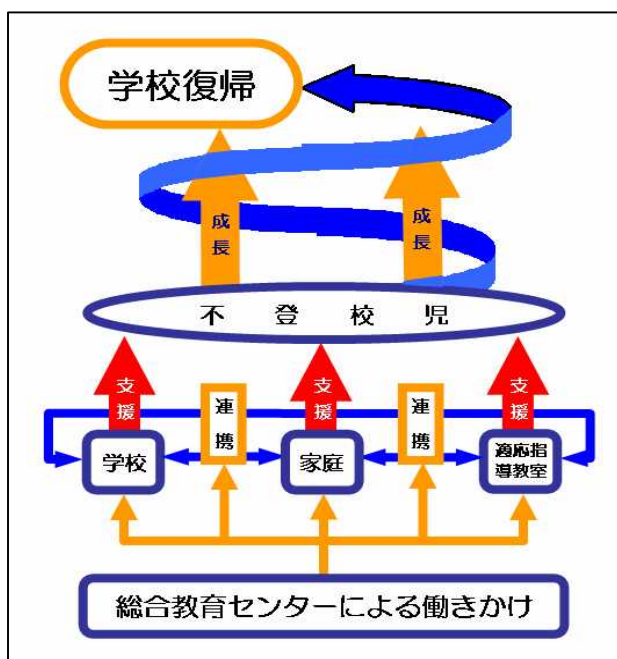 学校復帰
成長
成長
不登校児
支援
支援
支援
連携
連携
学校
家庭
適応指
導教室
総合教育センターによる働きかけ